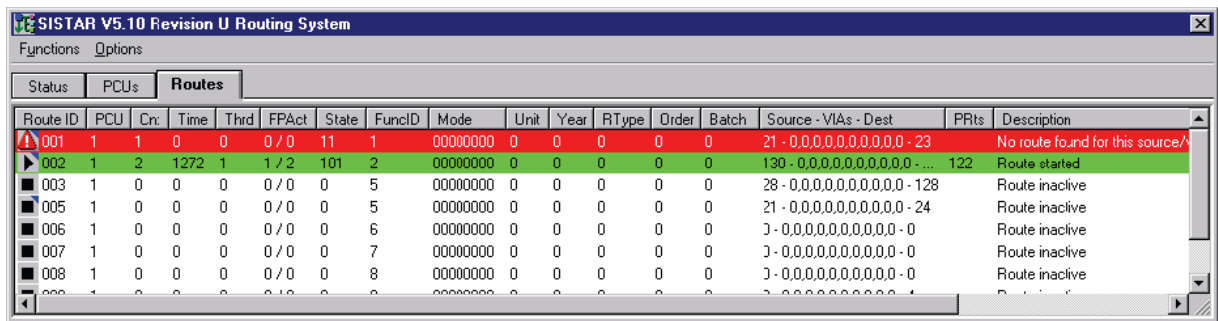 SISTAR V5.10 Revision U Routing System
Functions Options
Status PCUs Routes
Route ID PCU Cn: Time Thrd FPAct State FuncID Mode Unit Year RType Order Batch Source - VIAs - Dest PRts Description
001 1 1 0 0 0 / 0 11 1 00000000 0 0 0 0 0 21 - 0,0,0,0,0,0,0,0,0,0 - 23 No route found for this source/
002 1 2 1272 1 1 / 2 101 2 00000000 0 0 0 0 0 130 - 0,0,0,0,0,0,0,0,0,0 - ... 122 Route started
003 1 0 0 0 0 / 0 0 5 00000000 0 0 0 0 0 28 - 0,0,0,0,0,0,0,0,0,0 - 128 Route inactive
005 1 0 0 0 0 / 0 0 5 00000000 0 0 0 0 0 21 - 0,0,0,0,0,0,0,0,0,0 - 24 Route inactive
006 1 0 0 0 0 / 0 0 6 00000000 0 0 0 0 0 0 - 0,0,0,0,0,0,0,0,0,0 - 0 Route inactive
007 1 0 0 0 0 / 0 0 7 00000000 0 0 0 0 0 0 - 0,0,0,0,0,0,0,0,0,0 - 0 Route inactive
008 1 0 0 0 0 / 0 0 8 00000000 0 0 0 0 0 0 - 0,0,0,0,0,0,0,0,0,0 - 0 Route inactive